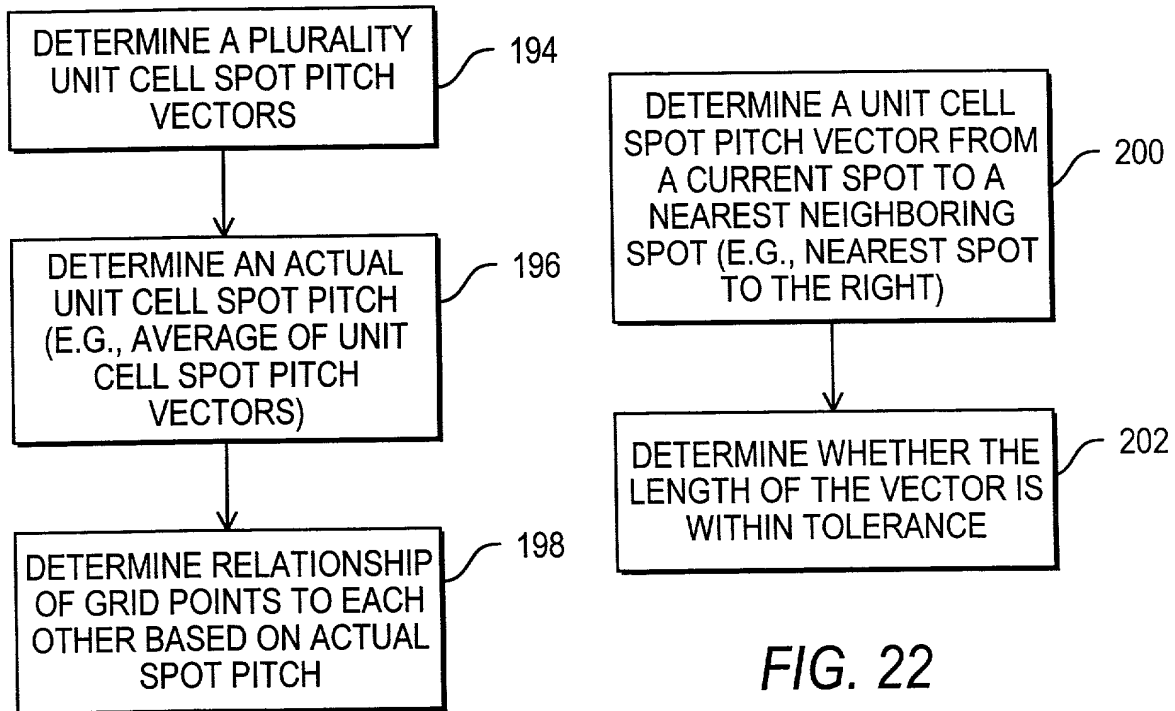 DETERMINE A PLURALITY
UNIT CELL SPOT PITCH
VECTORS
194
DETERMINE AN ACTUAL
UNIT CELL SPOT PITCH
(E.G., AVERAGE OF UNIT
CELL SPOT PITCH
VECTORS)
196
DETERMINE RELATIONSHIP
OF GRID POINTS TO EACH
OTHER BASED ON ACTUAL
SPOT PITCH
198
DETERMINE A UNIT CELL
SPOT PITCH VECTOR FROM
A CURRENT SPOT TO A
NEAREST NEIGHBORING
SPOT (E.G., NEAREST SPOT
TO THE RIGHT)
200
DETERMINE WHETHER THE
LENGTH OF THE VECTOR IS
WITHIN TOLERANCE
202
FIG. 22